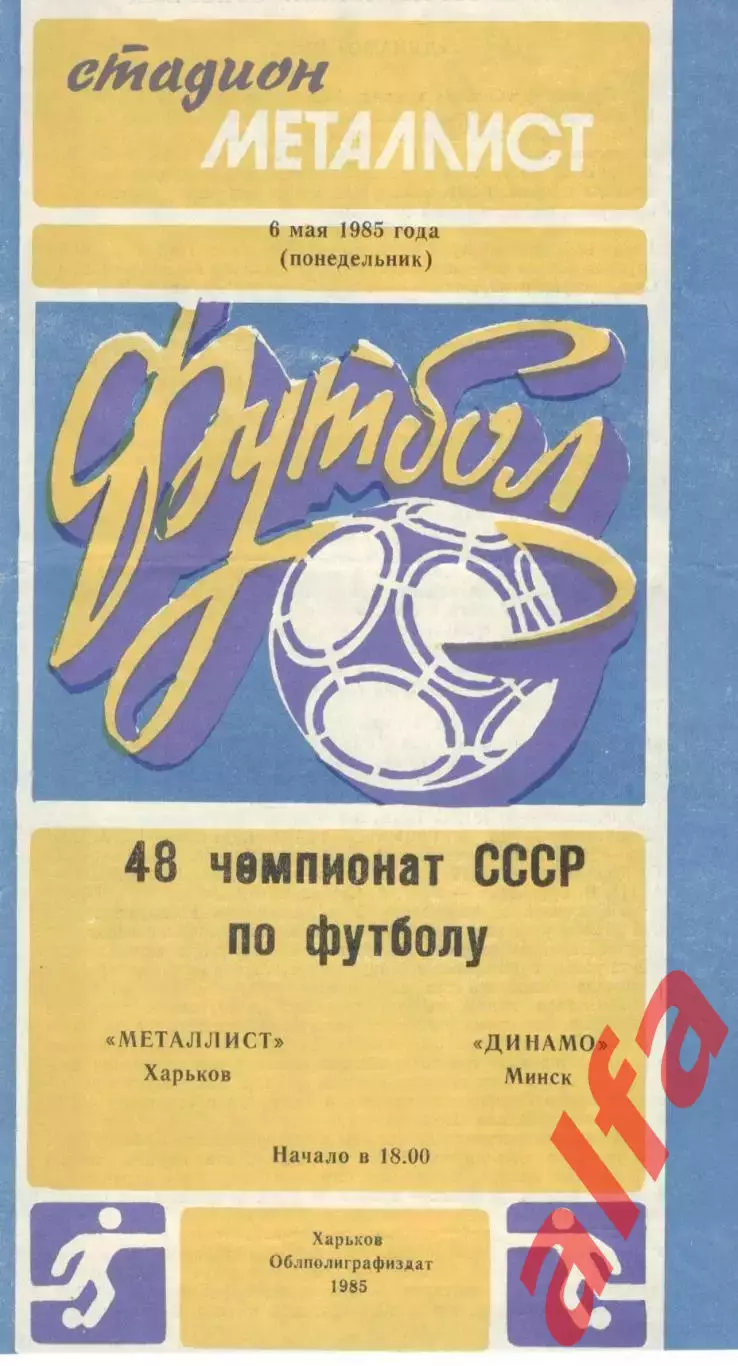 стадион
МЕТАЛЛИСТ
6 мая 1985 года
(понедельник)
футбол
48 чемпионат СССР
по футболу
«МЕТАЛЛИСТ»
Харьков
«ДИНАМО»
Минск
Начало в 18.00
Харьков
Облполиграфиздат
1985
alfa